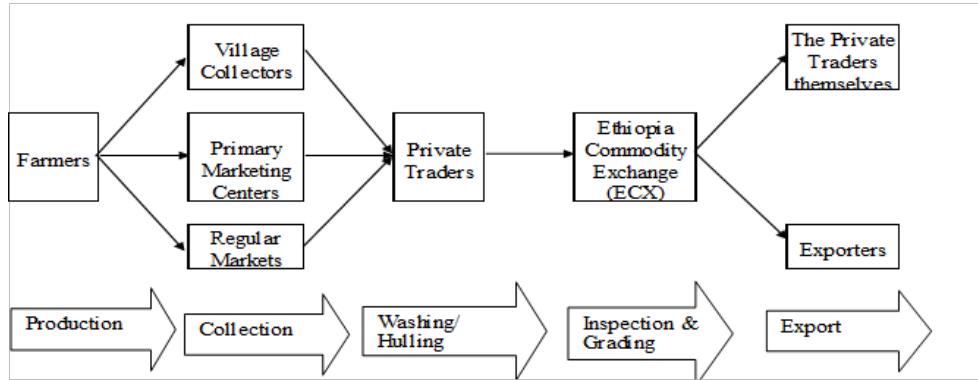 Farmers
Village
Collectors
Primary
Marketing
Centers
Regular
Markets
Private
Traders
Ethiopia
Commodity
Exchange
(ECX)
The Private
Traders
themselves
Exporters
Production
Collection
Washing/
Hulling
Inspection &
Grading
Export